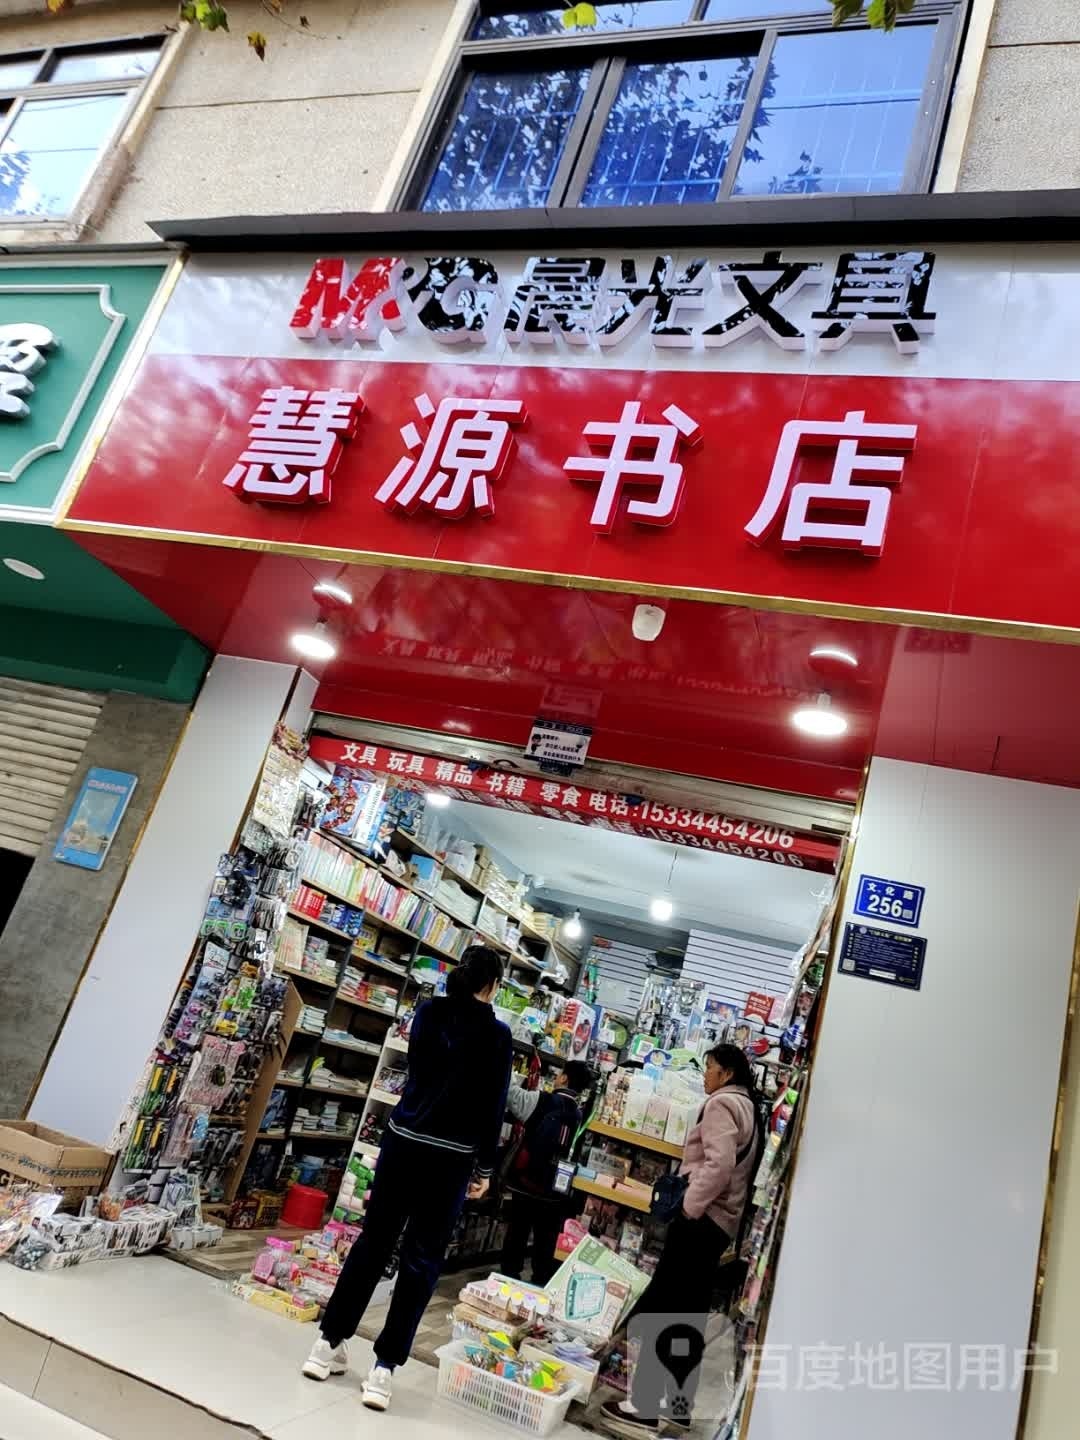 M&G晨光文具
慧源书店
文具 玩具 精品 书籍 零食 电话:15334454206
文化路
256
百度地图用户